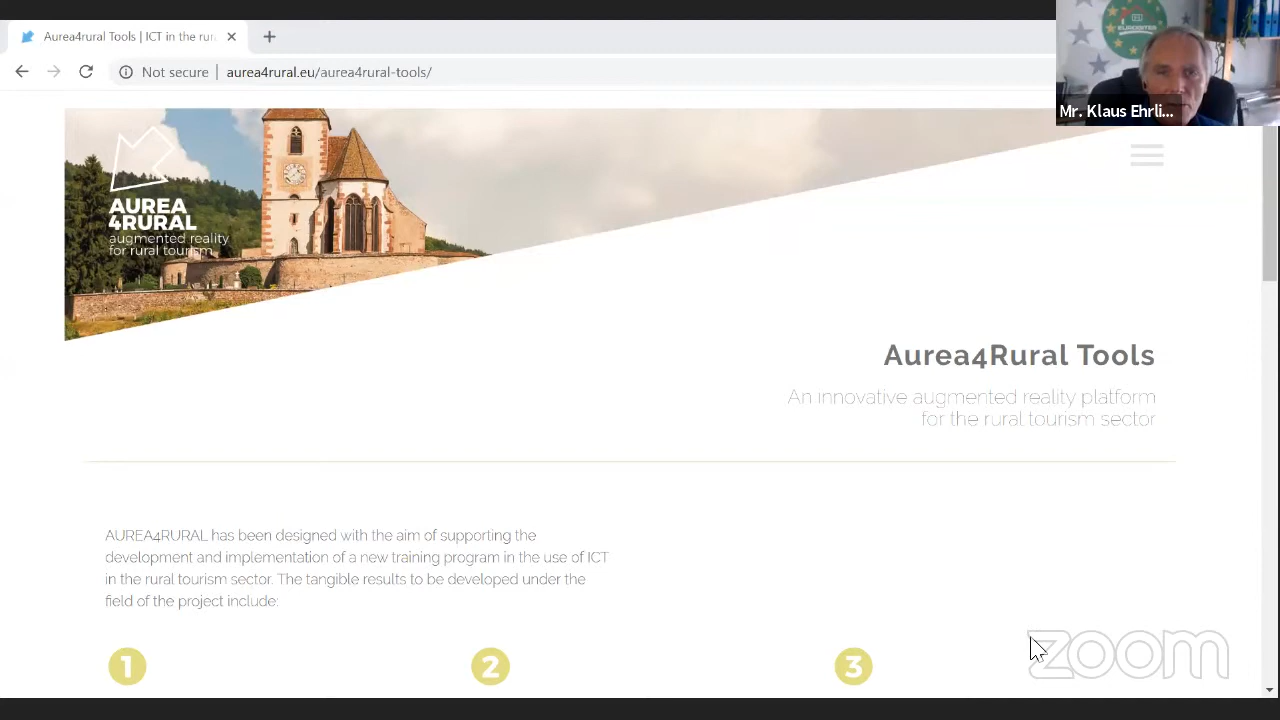 Aurea4rural Tools | ICT in the rur
Not secure
aurea4rural.eu/aurea4rural-tools/
EUROGITES
Mr. Klaus Ehrli...
AUREA
4RURAL
augmented reality
for rural tourism
Aurea4Rural Tools
An innovative augmented reality platform
for the rural tourism sector
AUREA4RURAL has been designed with the aim of supporting the
development and implementation of a new training program in the use of ICT
in the rural tourism sector. The tangible results to be developed under the
field of the project include:
1
2
3
zoom